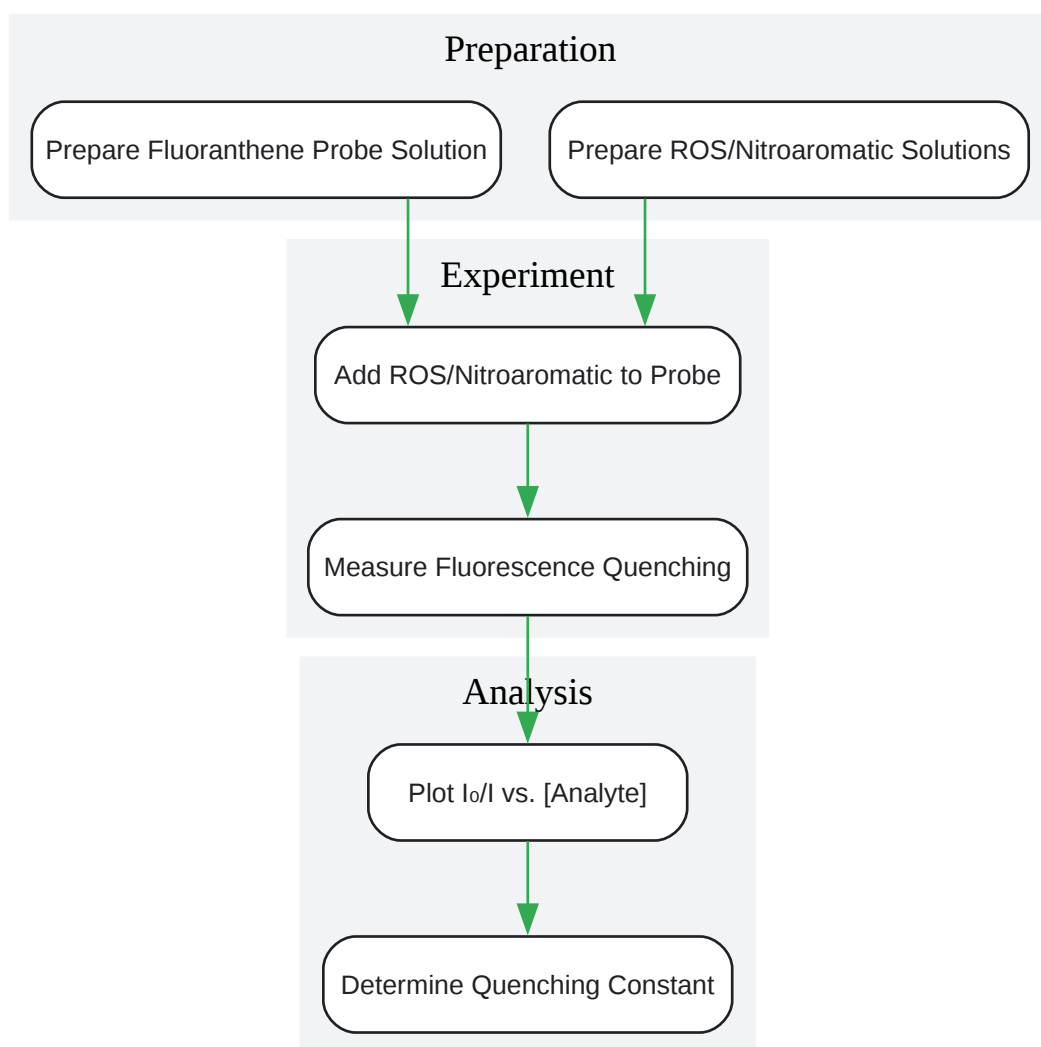 Preparation
Prepare Fluoranthene Probe Solution
Prepare ROS/Nitroaromatic Solutions
Experiment
Add ROS/Nitroaromatic to Probe
Measure Fluorescence Quenching
Analysis
Plot I₀/I vs. [Analyte]
Determine Quenching Constant